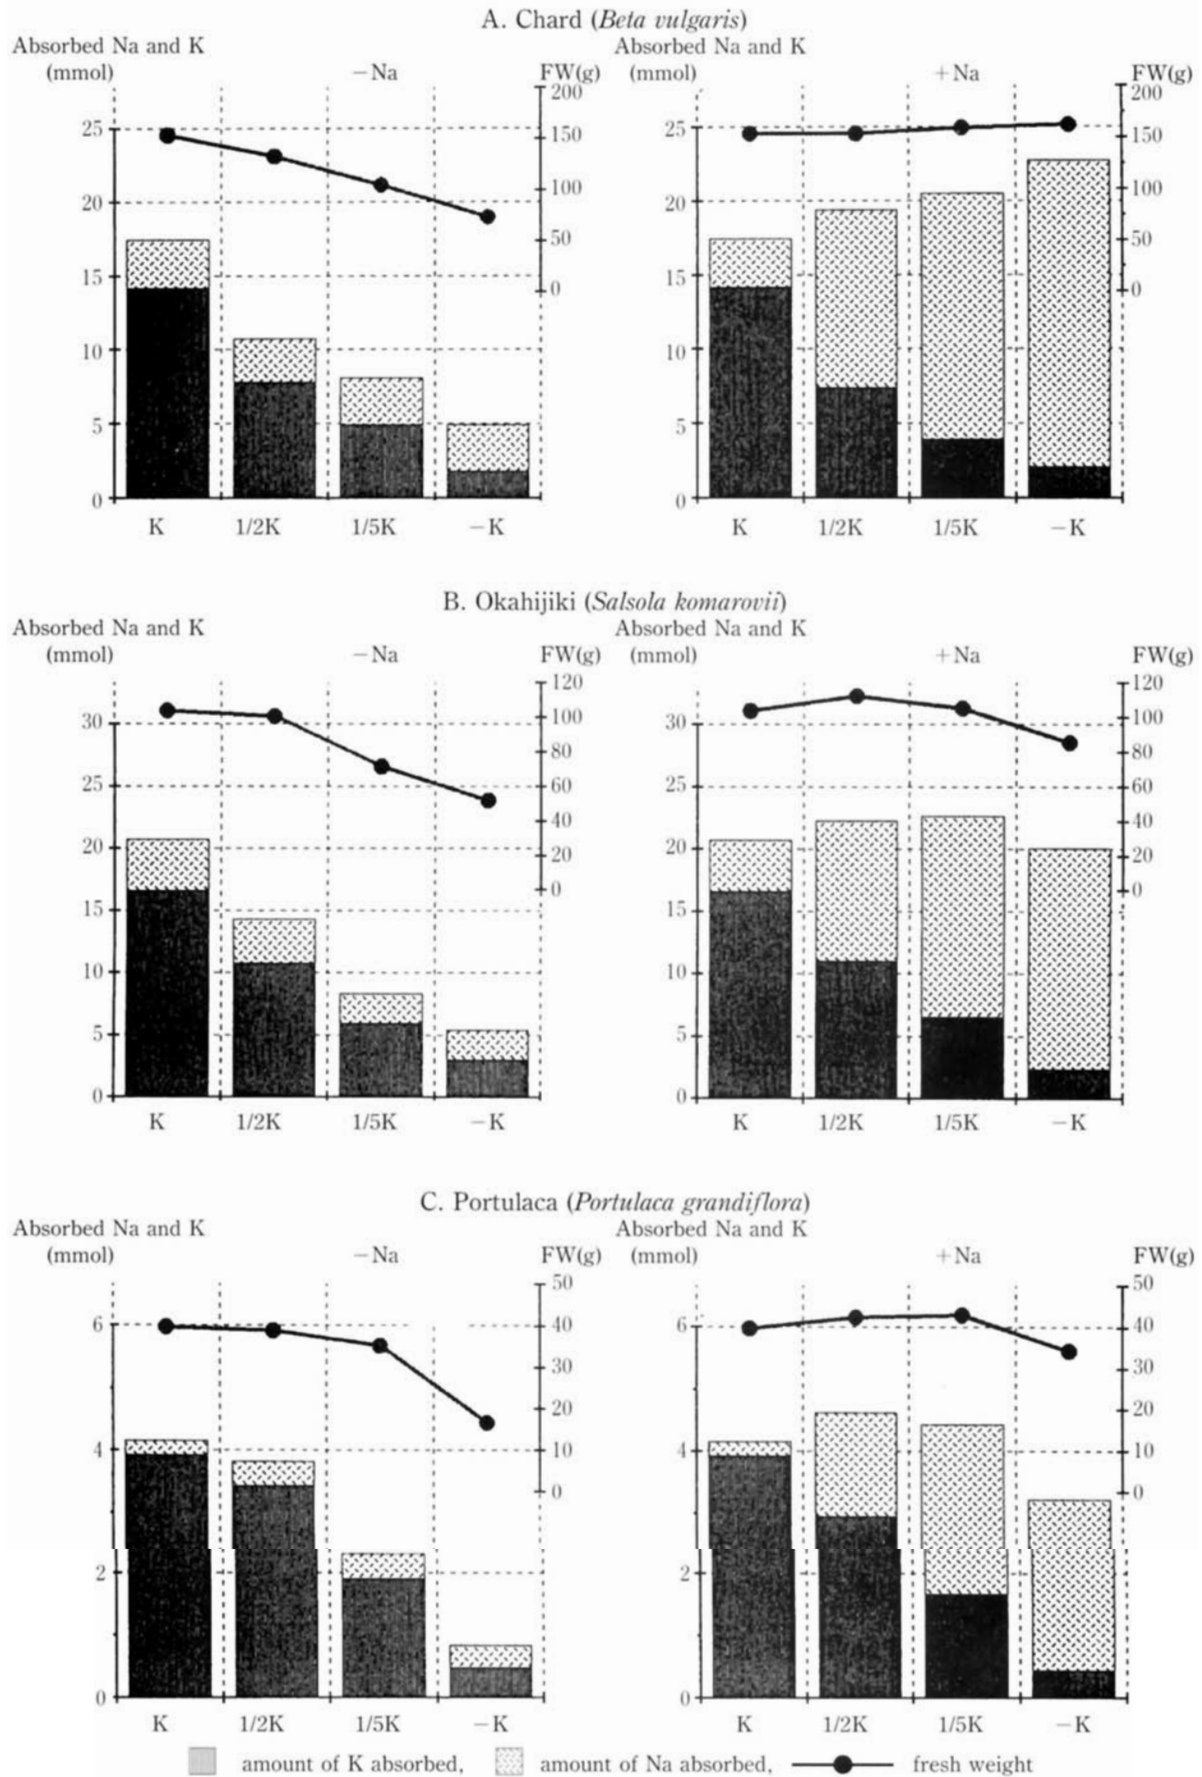 A. Chard (Beta vulgaris)
Absorbed Na and K Absorbed Na and K
(mmol) −Na FW(g) (mmol) +Na FW(g)
200 200
25 150 25 150
20 100 20 100
50 50
15 0 15 0
10 10
5 5
0 0
K 1/2K 1/5K −K K 1/2K 1/5K −K
B. Okahijiki (Salsola komarovii)
Absorbed Na and K Absorbed Na and K
(mmol) −Na FW(g) (mmol) +Na FW(g)
120 120
30 100 30 100
80 80
25 60 25 60
40 40
20 20 20 20
0 0
15 15
10 10
5 5
0 0
K 1/2K 1/5K −K K 1/2K 1/5K −K
C. Portulaca (Portulaca grandiflora)
Absorbed Na and K Absorbed Na and K
(mmol) −Na FW(g) (mmol) +Na FW(g)
50 50
6 40 6 40
30 30
20 20
4 10 4 10
0 0
2 2
0 0
K 1/2K 1/5K −K K 1/2K 1/5K −K
amount of K absorbed, amount of Na absorbed, fresh weight